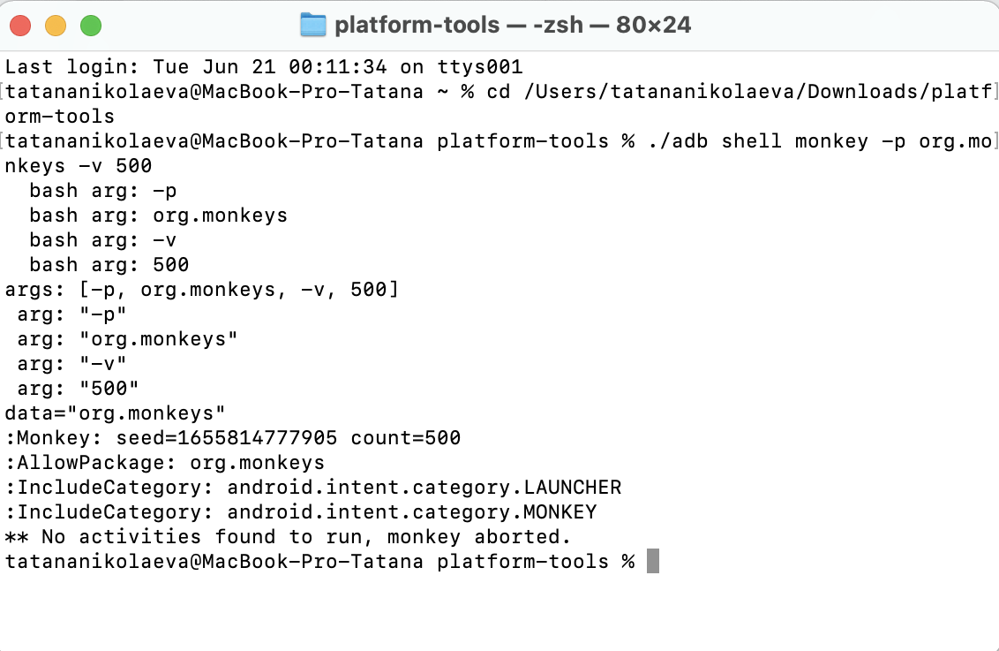 platform-tools — -zsh — 80×24
Last login: Tue Jun 21 00:11:34 on ttys001
[tatananikolaeva@MacBook-Pro-Tatana ~ % cd /Users/tatananikolaeva/Downloads/platf]
orm-tools
[tatananikolaeva@MacBook-Pro-Tatana platform-tools % ./adb shell monkey -p org.mo]
nkeys -v 500
  bash arg: -p
  bash arg: org.monkeys
  bash arg: -v
  bash arg: 500
args: [-p, org.monkeys, -v, 500]
 arg: "-p"
 arg: "org.monkeys"
 arg: "-v"
 arg: "500"
data="org.monkeys"
:Monkey: seed=1655814777905 count=500
:AllowPackage: org.monkeys
:IncludeCategory: android.intent.category.LAUNCHER
:IncludeCategory: android.intent.category.MONKEY
** No activities found to run, monkey aborted.
tatananikolaeva@MacBook-Pro-Tatana platform-tools %